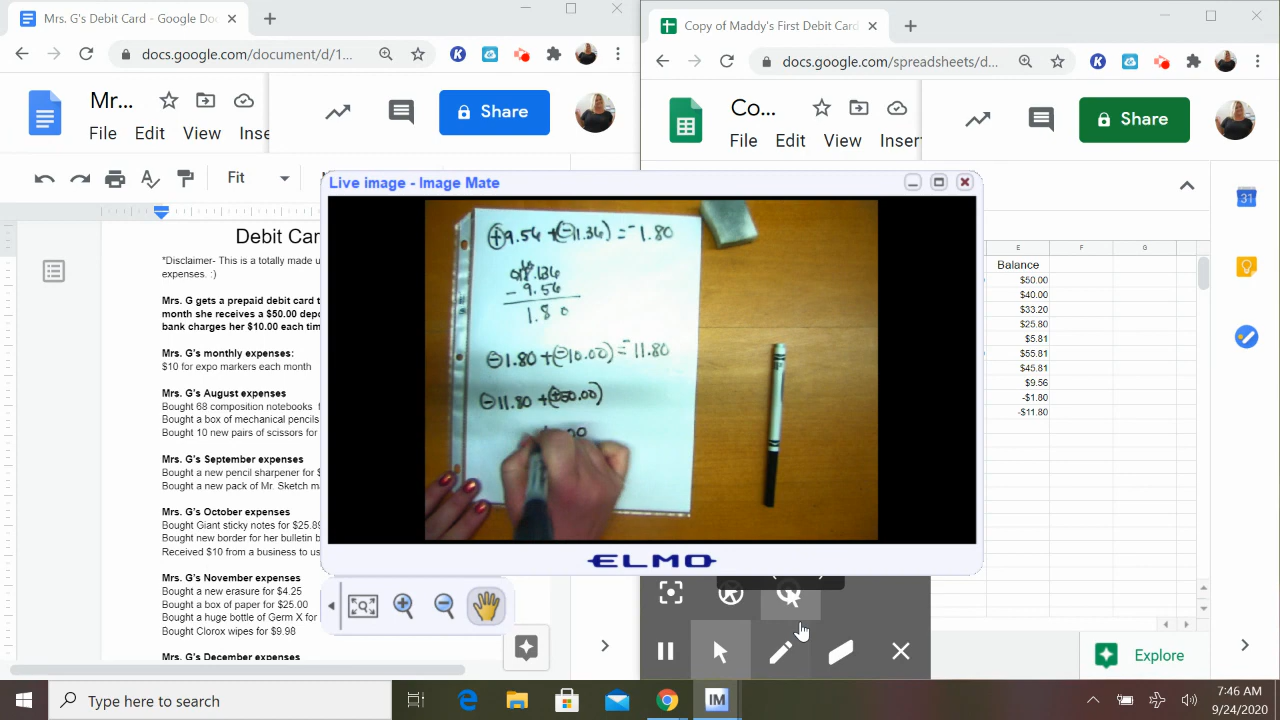 Mrs. G's Debit Card - Google Do
Copy of Maddy's First Debit Card
docs.google.com/document/d/1...
docs.google.com/spreadsheets/d...
Mr...
File Edit View Inse
Share
Co...
File Edit View Inser
Share
Fit
Live image - Image Mate
Debit Car
*Disclaimer- This is a totally made u
expenses. :)
Mrs. G gets a prepaid debit card t
month she receives a $50.00 depo
bank charges her $10.00 each tim
Mrs. G's monthly expenses:
$10 for expo markers each month
Mrs. G's August expenses
Bought 68 composition notebooks f
Bought a box of mechanical pencils
Bought 10 new pairs of scissors for
Mrs. G's September expenses
Bought a new pencil sharpener for $
Bought a new pack of Mr. Sketch ma
Mrs. G's October expenses
Bought Giant sticky notes for $25.89
Bought new border for her bulletin b
Received $10 from a business to us
Mrs. G's November expenses
Bought a new erasure for $4.25
Bought a box of paper for $25.00
Bought a huge bottle of Germ X for
Bought Clorox wipes for $9.98
Mrs. G's December expenses
+9.56 + (-11.36) = -1.80
- 9.56
1.80
-1.80 + (-10.00) = -11.80
-11.80 + (+50.00)
ELMO
E F G
Balance
$50.00
$40.00
$33.20
$25.80
$5.81
$55.81
$45.81
$9.56
-$1.80
-$11.80
31
Explore
Type here to search
IM
7:46 AM
9/24/2020